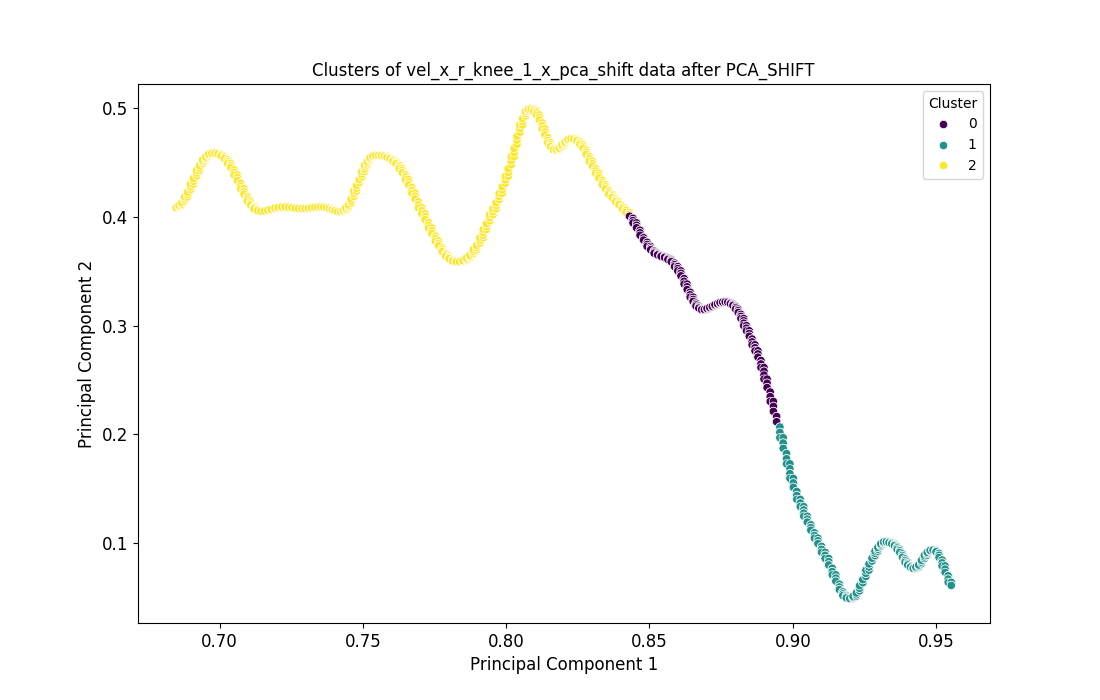 Clusters of vel_x_r_knee_1_x_pca_shift data after PCA_SHIFT
Cluster
0
1
2
0.5
0.4
0.3
0.2
0.1
Principal Component 2
0.70 0.75 0.80 0.85 0.90 0.95
Principal Component 1